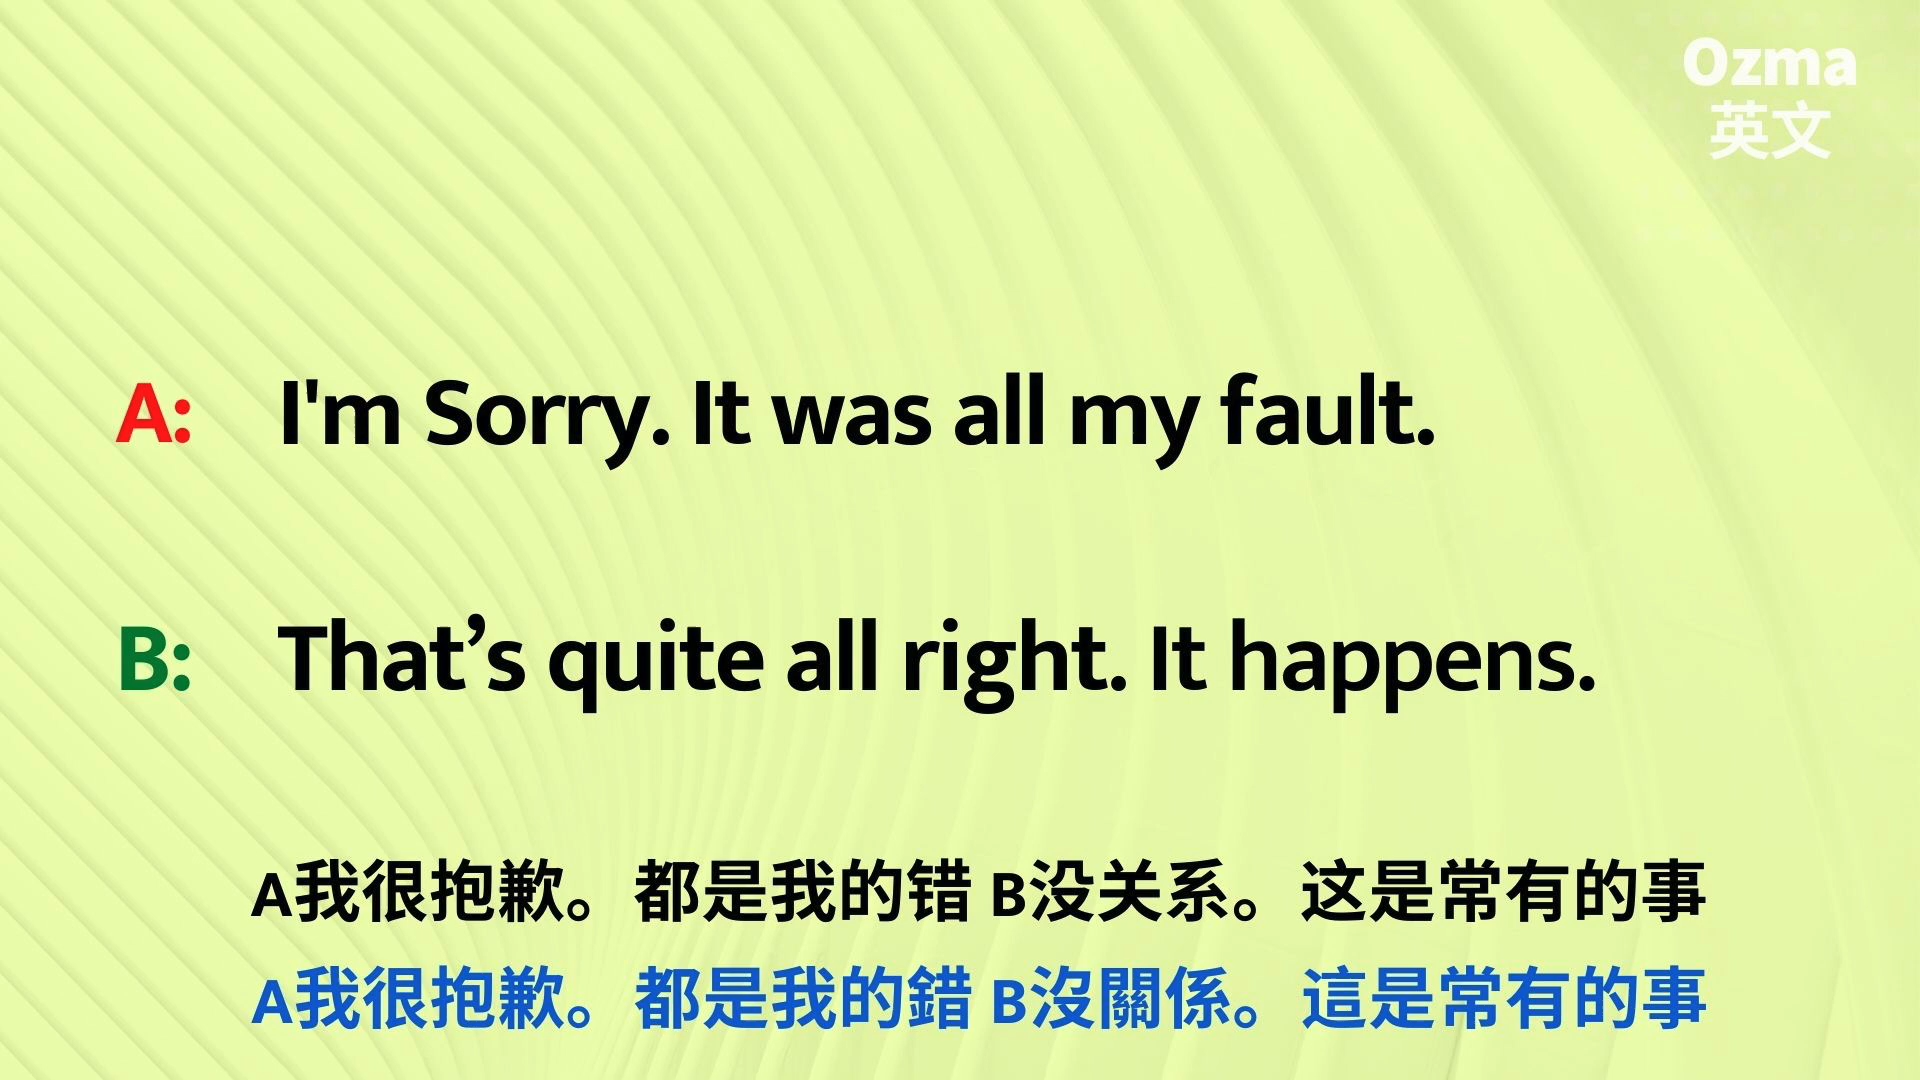 Ozma
英文
A: I'm Sorry. It was all my fault.
B: That’s quite all right. It happens.
A我很抱歉。都是我的错 B没关系。这是常有的事
A我很抱歉。都是我的錯 B沒關係。這是常有的事